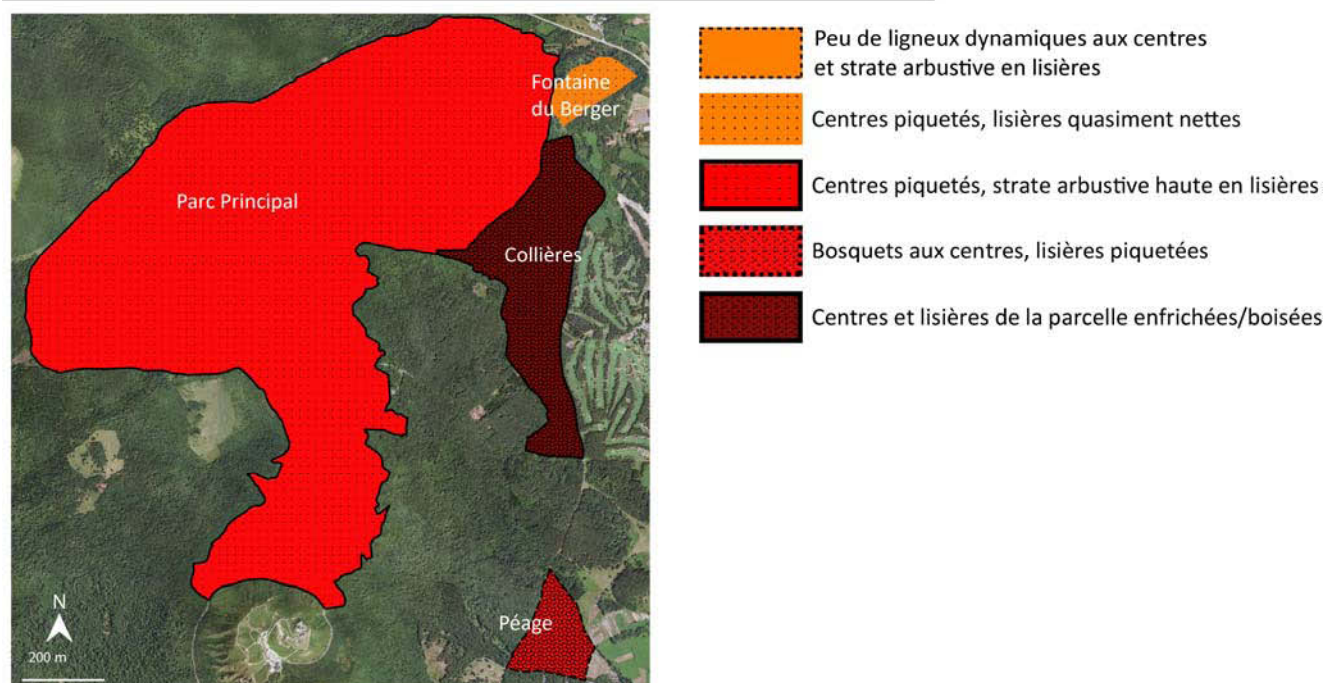 Fontaine
du Berger
Parc Principal
Collières
Péage
N
200 m
Peu de ligneux dynamiques aux centres
et strate arbustive en lisières
Centres piquetés, lisières quasiment nettes
Centres piquetés, strate arbustive haute en lisières
Bosquets aux centres, lisières piquetées
Centres et lisières de la parcelle enfrichées/boisées